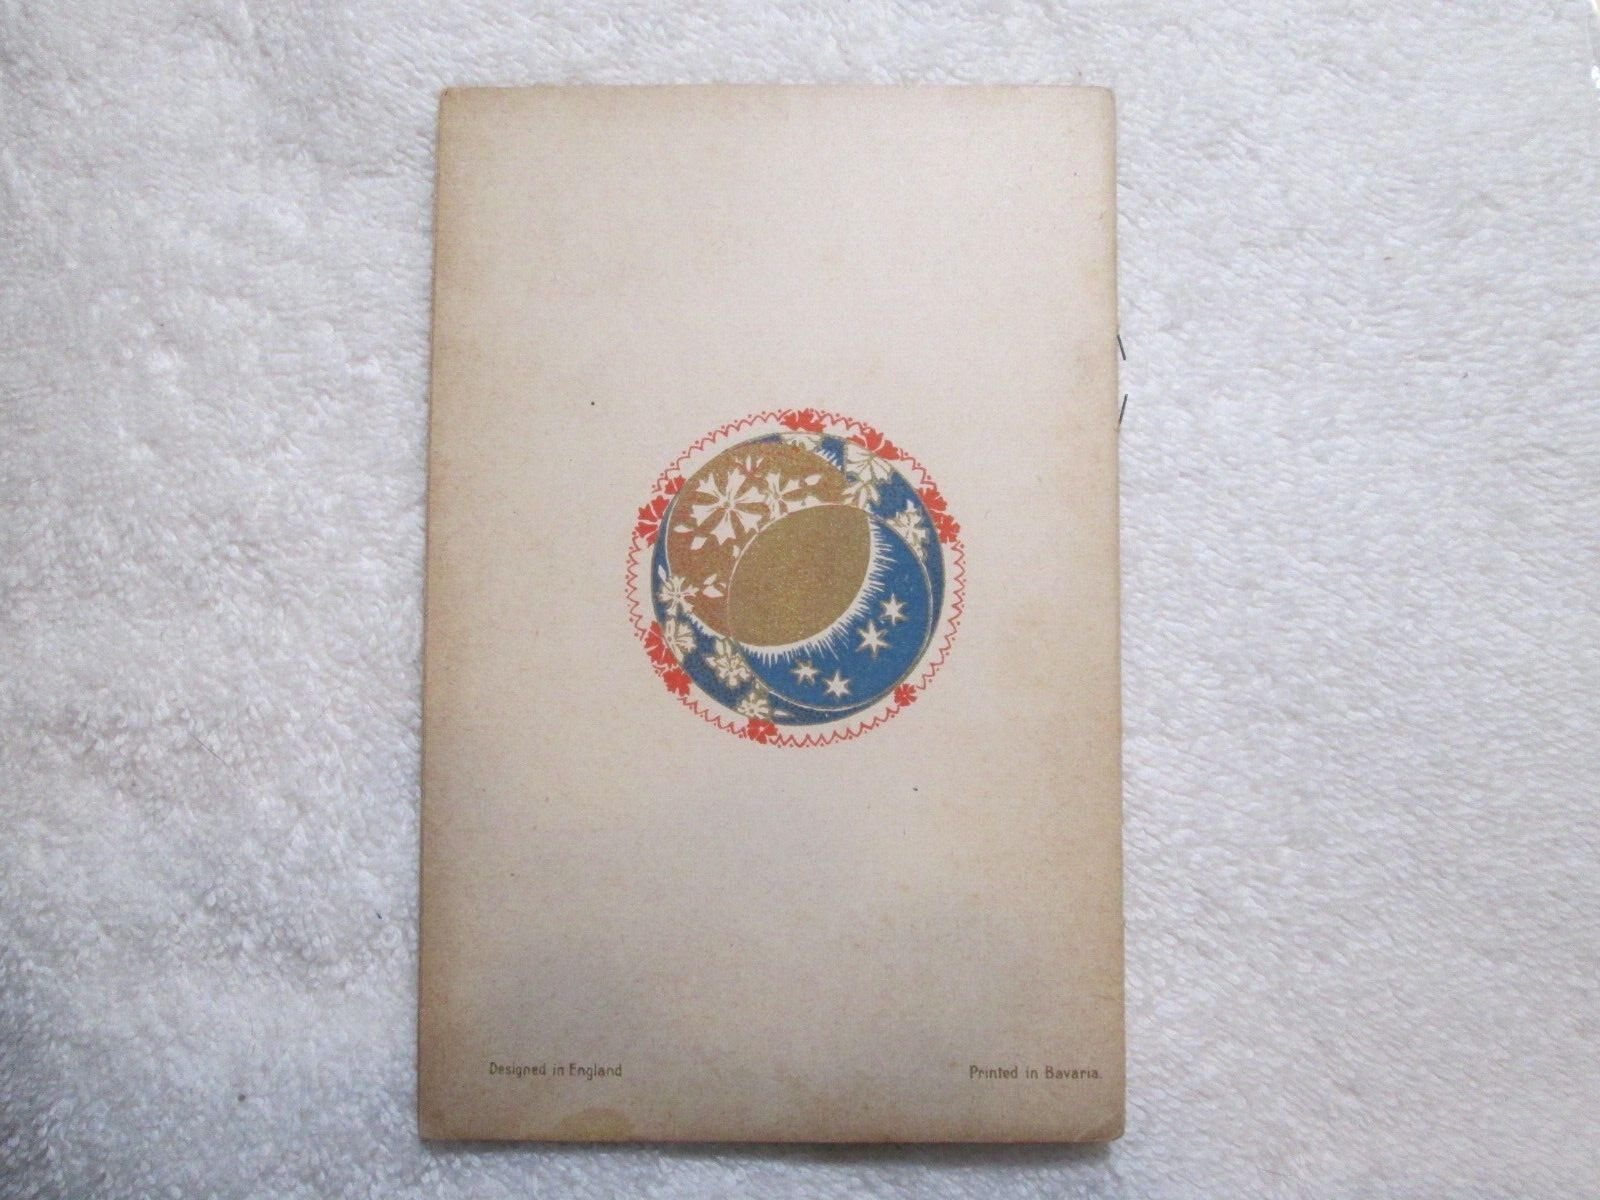 Designed in England
Printed in Bavaria.